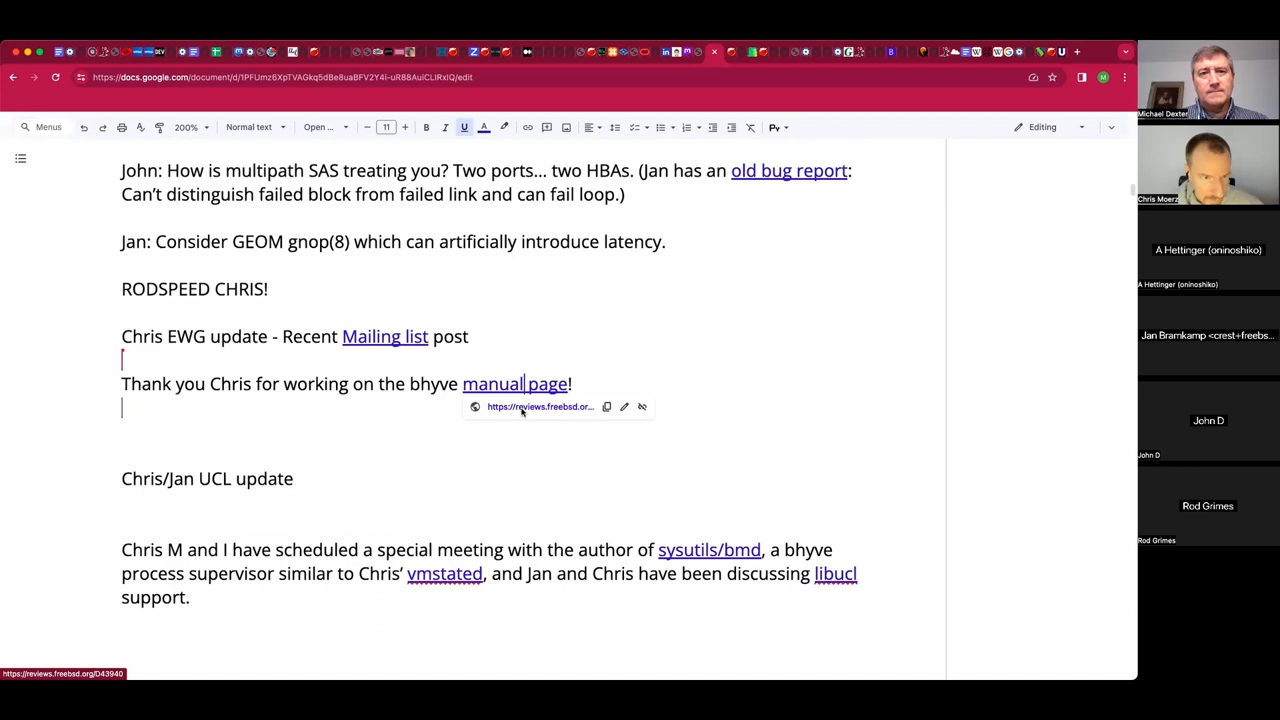 https://docs.google.com/document/d/1PFUmz6XpTVAGkq5dBe8uaBFV2Y4l-uR88AuiCLIRxIQ/edit
Menus
200%
Normal text
Open ...
11
Editing
John: How is multipath SAS treating you? Two ports... two HBAs. (Jan has an old bug report:
Can't distinguish failed block from failed link and can fail loop.)
Jan: Consider GEOM gnop(8) which can artificially introduce latency.
RODSPEED CHRIS!
Chris EWG update - Recent Mailing list post
Thank you Chris for working on the bhyve manual page!
https://reviews.freebsd.or...
Chris/Jan UCL update
Chris M and I have scheduled a special meeting with the author of sysutils/bmd, a bhyve
process supervisor similar to Chris' vmstated, and Jan and Chris have been discussing libucl
support.
https://reviews.freebsd.org/D43940
Michael Dexter
Chris Moerz
A Hettinger (oninoshiko)
A Hettinger (oninoshiko)
Jan Bramkamp <crest+freebs...
John D
John D
Rod Grimes
Rod Grimes